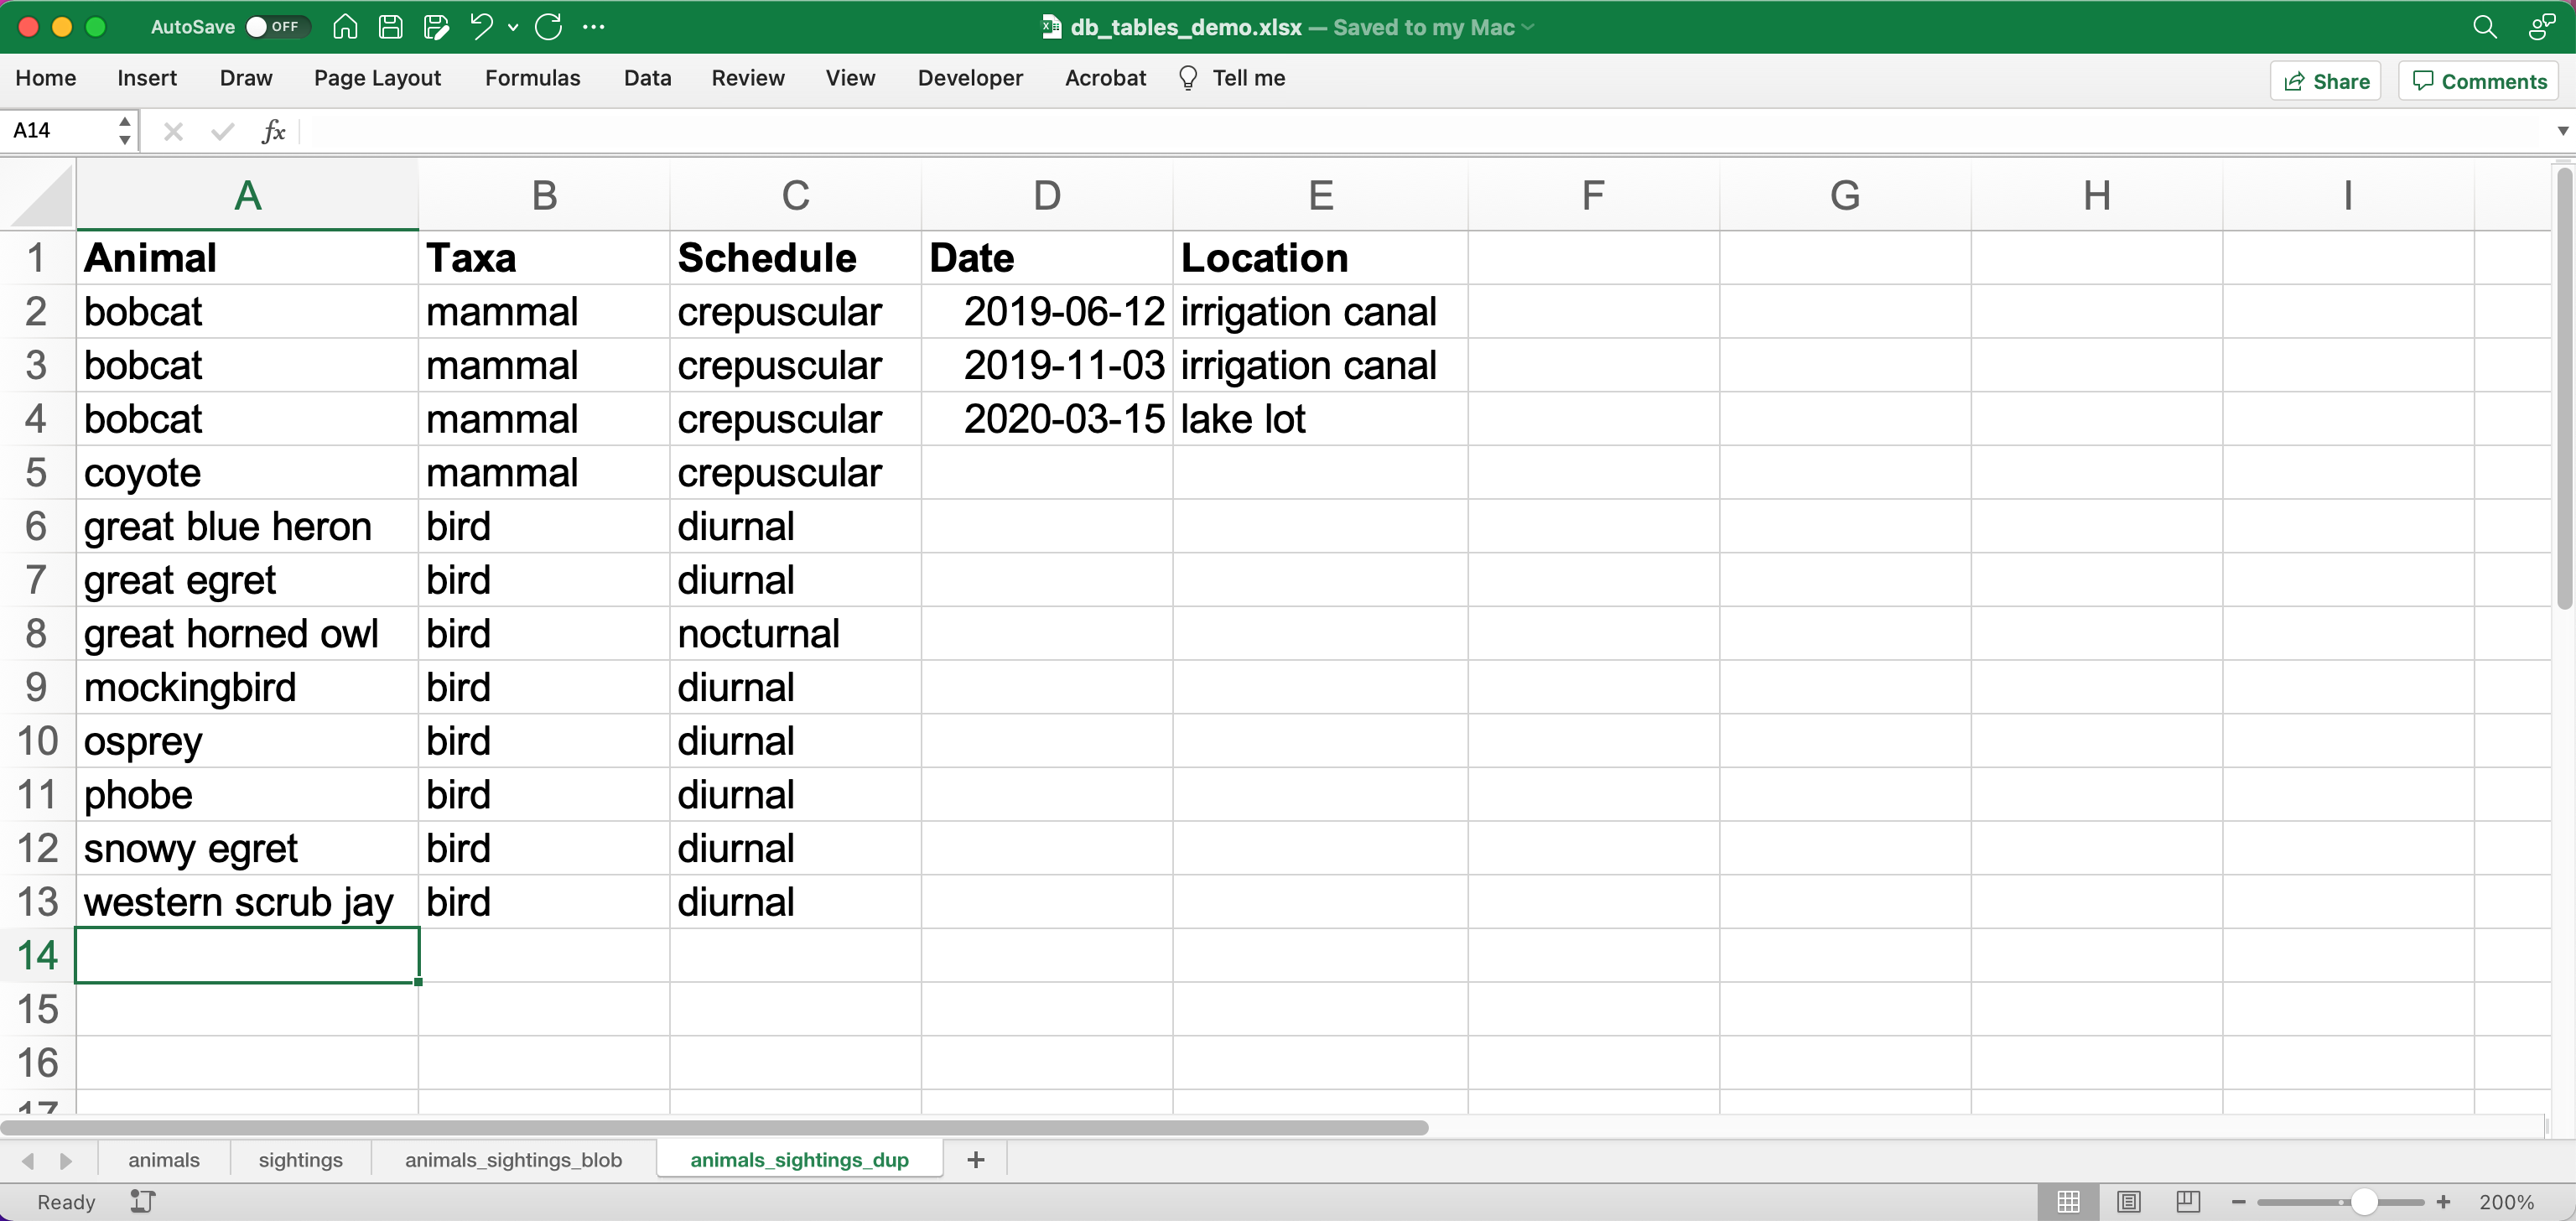 AutoSave OFF db_tables_demo.xlsx — Saved to my Mac
Home Insert Draw Page Layout Formulas Data Review View Developer Acrobat Tell me Share Comments
A14 fx
A B C D E F G H I
1 Animal Taxa Schedule Date Location
2 bobcat mammal crepuscular 2019-06-12 irrigation canal
3 bobcat mammal crepuscular 2019-11-03 irrigation canal
4 bobcat mammal crepuscular 2020-03-15 lake lot
5 coyote mammal crepuscular
6 great blue heron bird diurnal
7 great egret bird diurnal
8 great horned owl bird nocturnal
9 mockingbird bird diurnal
10 osprey bird diurnal
11 phobe bird diurnal
12 snowy egret bird diurnal
13 western scrub jay bird diurnal
14
15
16
17
animals sightings animals_sightings_blob animals_sightings_dup +
Ready − + 200%